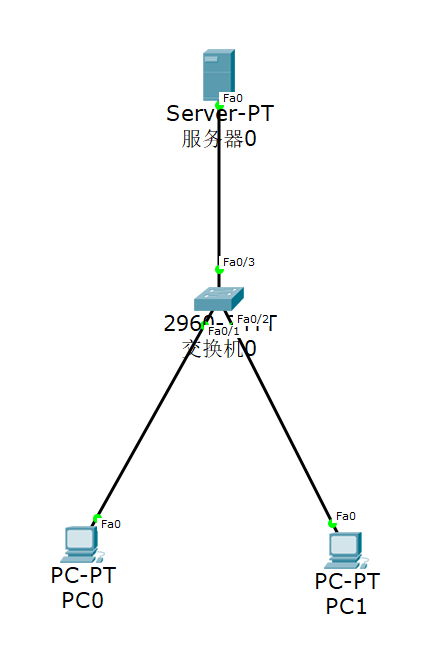 Fa0
Server-PT
服务器0
Fa0/3
Fa0/2
Fa0/1
交换机0
Fa0
Fa0
PC-PT
PC0
PC-PT
PC1